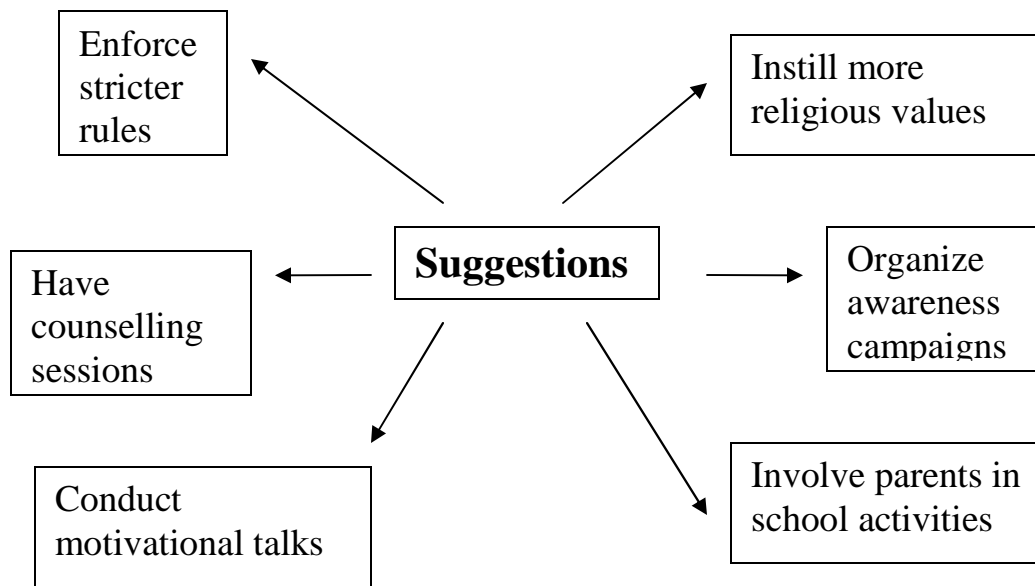 Enforce
stricter
rules
Instill more
religious values
Suggestions
Have
counselling
sessions
Organize
awareness
campaigns
Conduct
motivational talks
Involve parents in
school activities